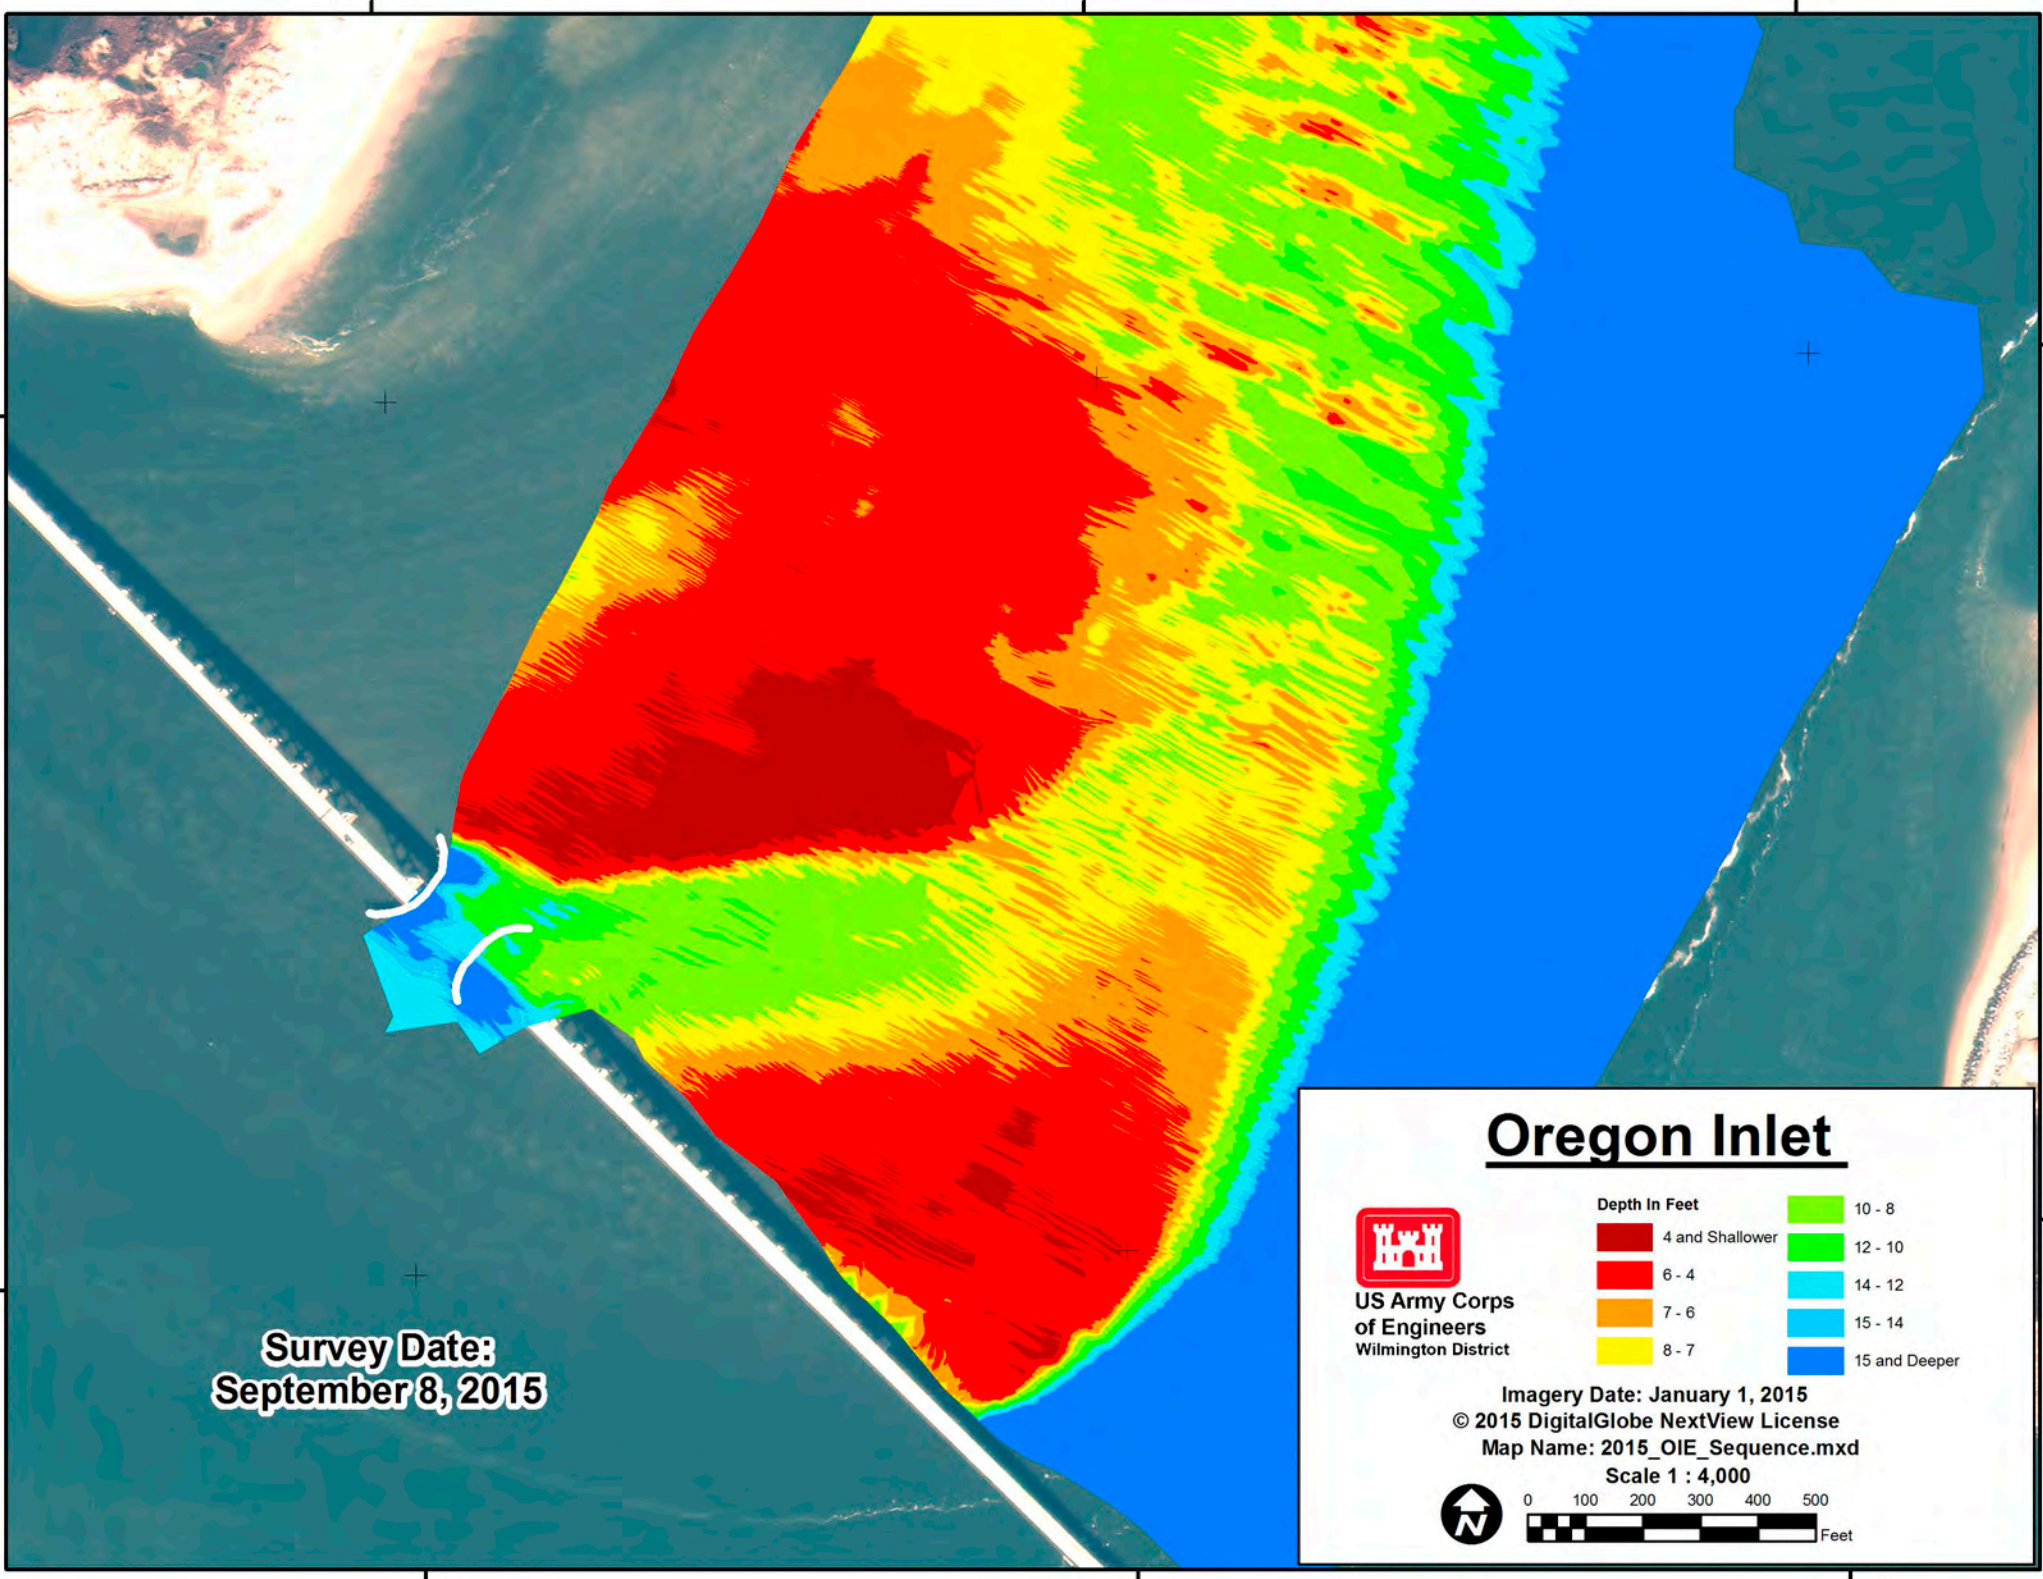 Survey Date:
September 8, 2015
Oregon Inlet
US Army Corps
of Engineers
Wilmington District
Depth In Feet
4 and Shallower
6 - 4
7 - 6
8 - 7
10 - 8
12 - 10
14 - 12
15 - 14
15 and Deeper
Imagery Date: January 1, 2015
© 2015 DigitalGlobe NextView License
Map Name: 2015_OIE_Sequence.mxd
Scale 1 : 4,000
N
0 100 200 300 400 500
Feet